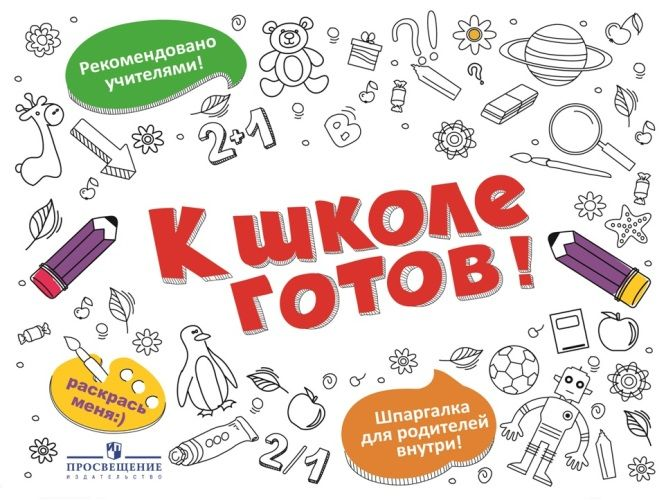 Рекомендовано
учителями!
2+1
В
К ШКОЛЕ
ГОТОВ!
раскрась
меня:)
Шпаргалка
для родителей
внутри!
2/1
ПРОСВЕЩЕНИЕ
ИЗДАТЕЛЬСТВО